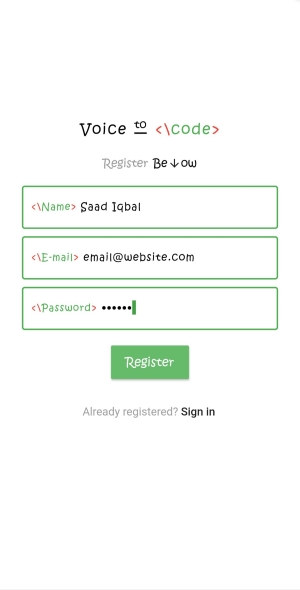 Voice to <\code>
Register Be↓ow
<\Name> Saad Iqbal
<\E-mail> email@website.com
<\Password> ••••••
Register
Already registered? Sign in